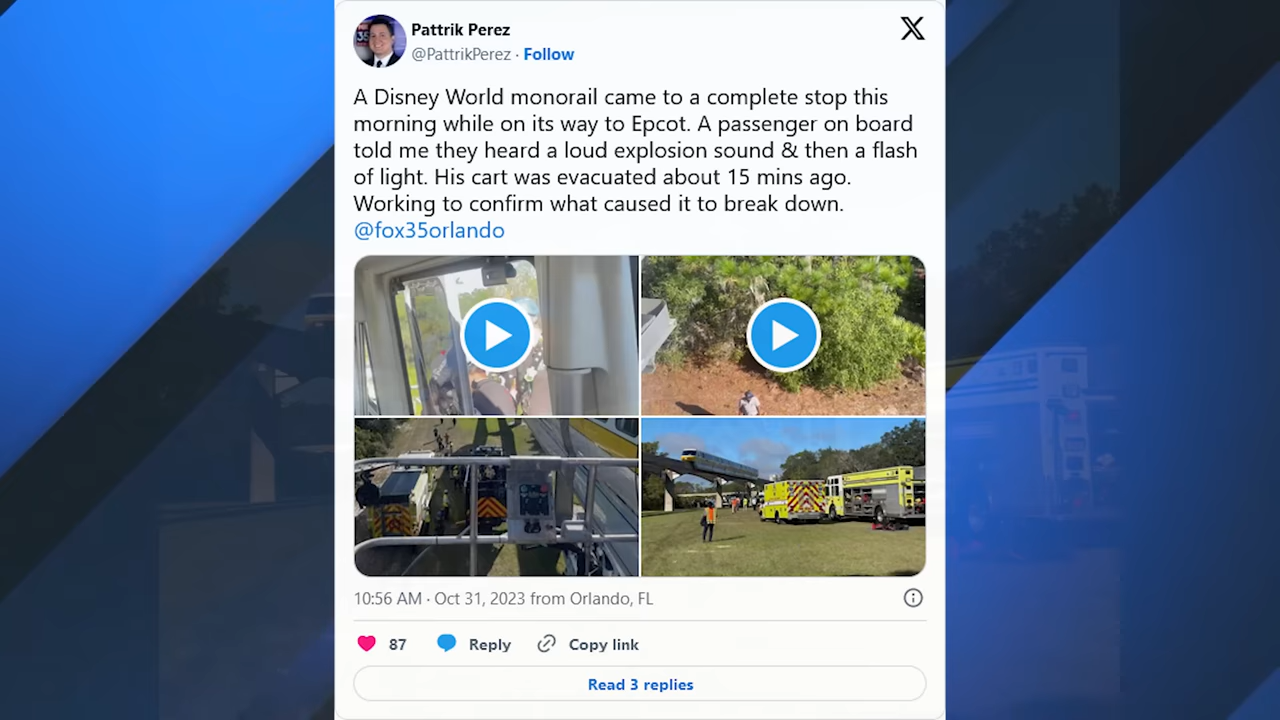 Pattrik Perez
@PattrikPerez · Follow
A Disney World monorail came to a complete stop this
morning while on its way to Epcot. A passenger on board
told me they heard a loud explosion sound & then a flash
of light. His cart was evacuated about 15 mins ago.
Working to confirm what caused it to break down.
@fox35orlando
10:56 AM · Oct 31, 2023 from Orlando, FL
87 Reply Copy link
Read 3 replies